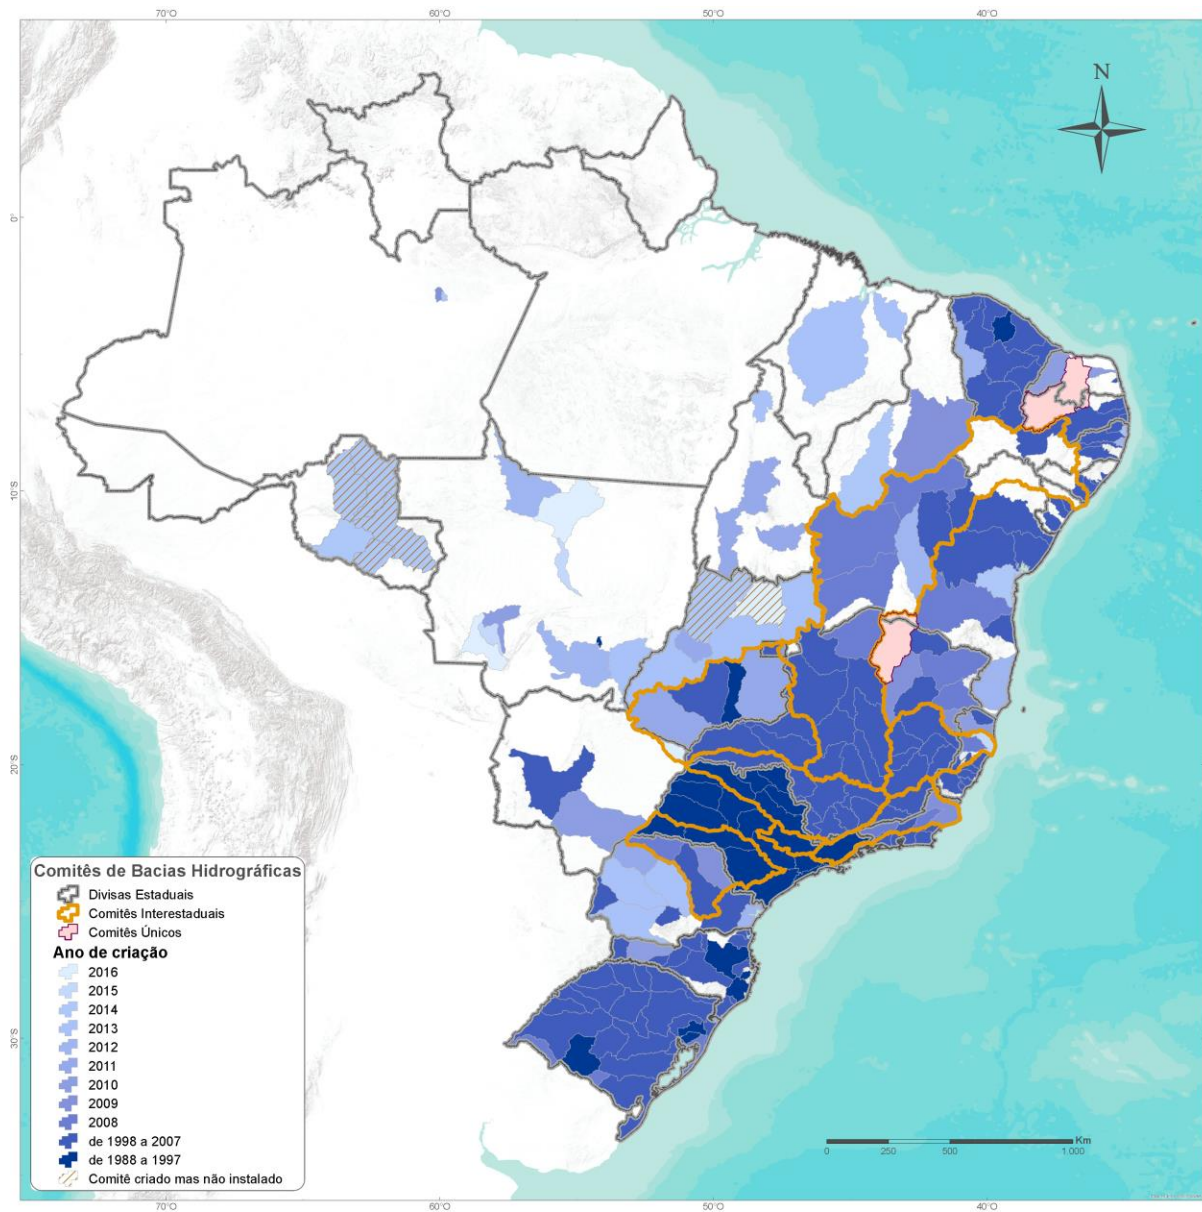 70°O 60°O 50°O 40°O
N
0°
10°S
20°S
30°S
Comitês de Bacias Hidrográficas
Divisas Estaduais
Comitês Interestaduais
Comitês Únicos
Ano de criação
2016
2015
2014
2013
2012
2011
2010
2009
2008
de 1998 a 2007
de 1988 a 1997
Comitê criado mas não instalado
Km
0 250 500 1.000
70°O 60°O 50°O 40°O